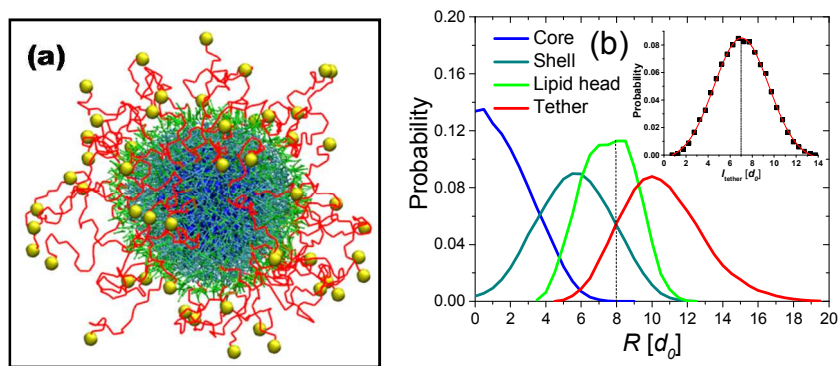 (a)
(b)
Core
Shell
Lipid head
Tether
Probability
0.20
0.16
0.12
0.08
0.04
0.00
0 2 4 6 8 10 12 14 16 18 20
R [d0]
Probability
0.08
0.06
0.04
0.02
0.00
0 2 4 6 8 10 12 14
ltether [d0]